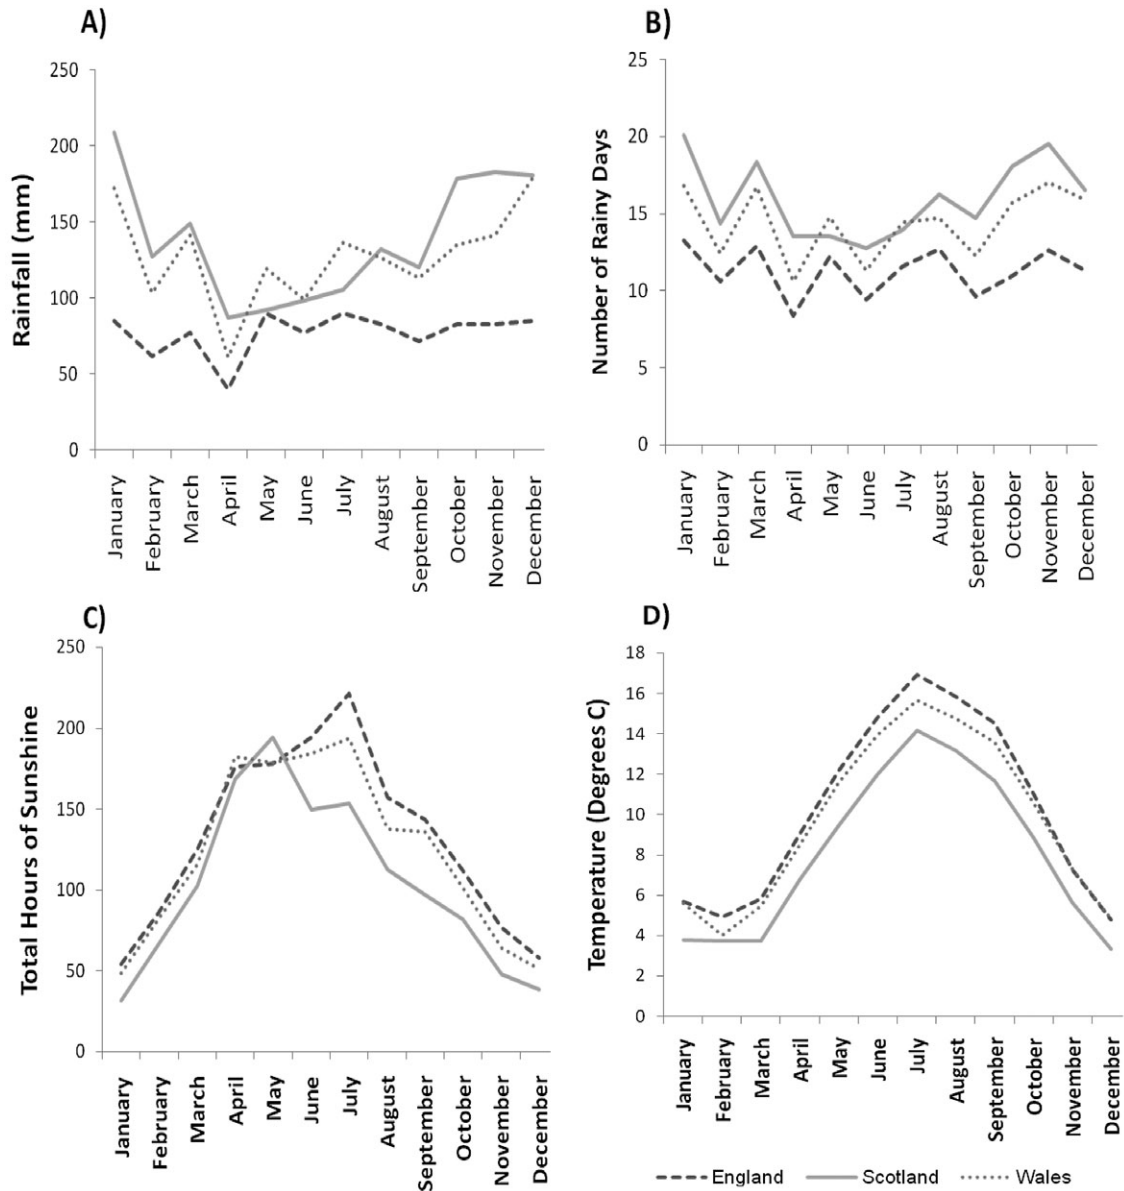 A)
Rainfall (mm)
250
200
150
100
50
0
January
February
March
April
May
June
July
August
September
October
November
December
B)
Number of Rainy Days
25
20
15
10
5
0
January
February
March
April
May
June
July
August
September
October
November
December
C)
Total Hours of Sunshine
250
200
150
100
50
0
January
February
March
April
May
June
July
August
September
October
November
December
D)
Temperature (Degrees C)
18
16
14
12
10
8
6
4
2
0
January
February
March
April
May
June
July
August
September
October
November
December
England
Scotland
Wales